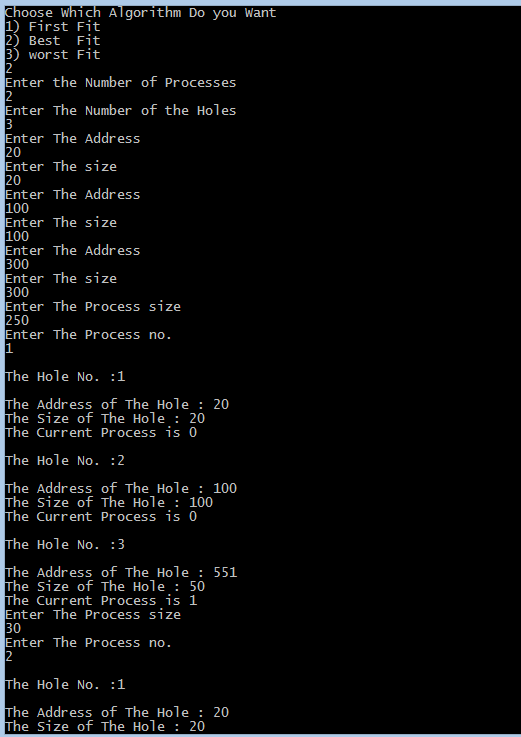 Choose Which Algorithm Do you Want
1) First Fit
2) Best  Fit
3) worst Fit
2
Enter the Number of Processes
2
Enter The Number of the Holes
3
Enter The Address
20
Enter The size
20
Enter The Address
100
Enter The size
100
Enter The Address
300
Enter The size
300
Enter The Process size
250
Enter The Process no.
1
The Hole No. :1
The Address of The Hole : 20
The Size of The Hole : 20
The Current Process is 0
The Hole No. :2
The Address of The Hole : 100
The Size of The Hole : 100
The Current Process is 0
The Hole No. :3
The Address of The Hole : 551
The Size of The Hole : 50
The Current Process is 1
Enter The Process size
30
Enter The Process no.
2
The Hole No. :1
The Address of The Hole : 20
The Size of The Hole : 20